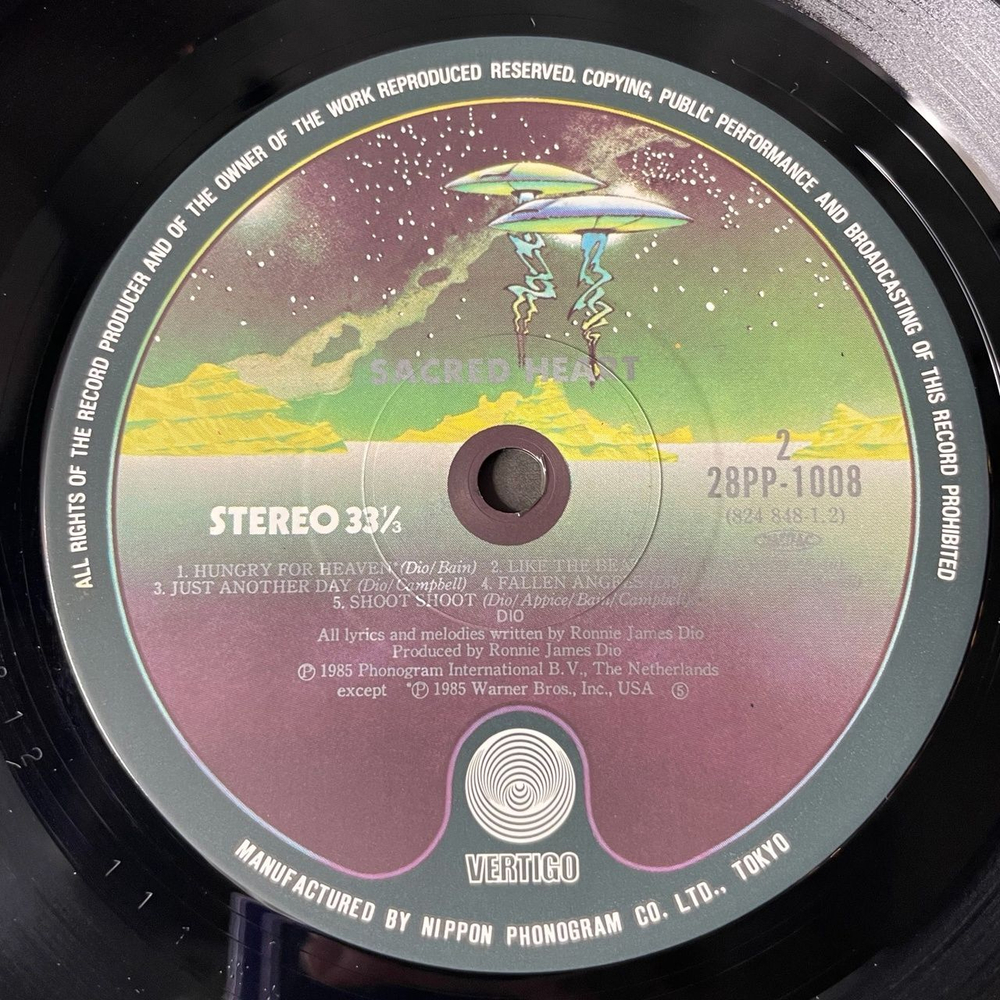 ALL RIGHTS OF THE RECORD PRODUCER AND OF THE OWNER OF THE WORK REPRODUCED RESERVED. COPYING, PUBLIC PERFORMANCE AND BROADCASTING OF THIS RECORD PROHIBITED
SACRED HEART
2
28PP-1008
(824 848-1.2)
STEREO 33⅓
1. HUNGRY FOR HEAVEN* (Dio/Bain) 2. LIKE THE
3. JUST ANOTHER DAY (Dio/Campbell) 4. FALLEN
5. SHOOT SHOOT (Dio/Appice/Bain/Campbell)
DIO
All lyrics and melodies written by Ronnie James Dio
Produced by Ronnie James Dio
Ⓟ 1985 Phonogram International B.V., The Netherlands
except *Ⓟ 1985 Warner Bros., Inc., USA ⑤
VERTIGO
MANUFACTURED BY NIPPON PHONOGRAM CO. LTD., TOKYO
1 1